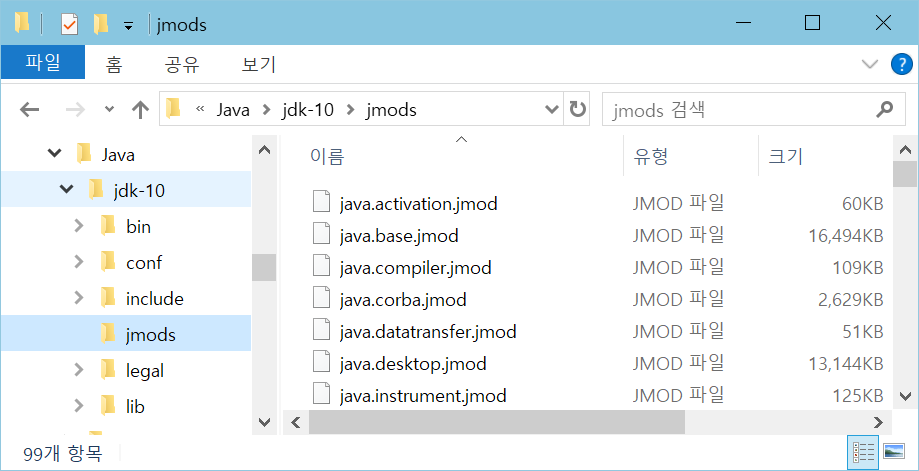 jmods
파일 홈 공유 보기
« Java > jdk-10 > jmods
jmods 검색
Java
jdk-10
bin
conf
include
jmods
legal
lib
이름 유형 크기
java.activation.jmod JMOD 파일 60KB
java.base.jmod JMOD 파일 16,494KB
java.compiler.jmod JMOD 파일 109KB
java.corba.jmod JMOD 파일 2,629KB
java.datatransfer.jmod JMOD 파일 51KB
java.desktop.jmod JMOD 파일 13,144KB
java.instrument.jmod JMOD 파일 125KB
99개 항목